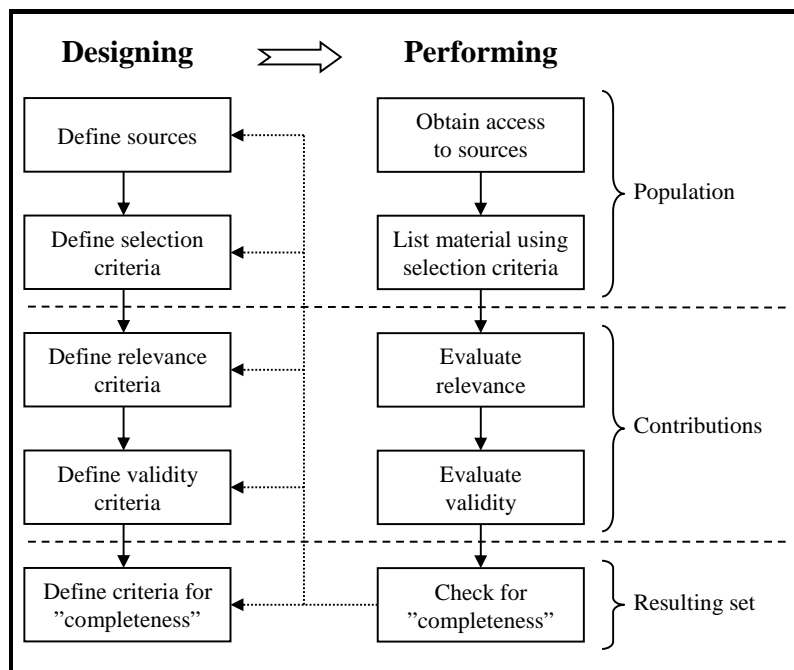 Designing
Performing
Define sources
Obtain access
to sources
Population
Define selection
criteria
List material using
selection criteria
Define relevance
criteria
Evaluate
relevance
Contributions
Define validity
criteria
Evaluate
validity
Define criteria for
”completeness”
Check for
”completeness”
Resulting set